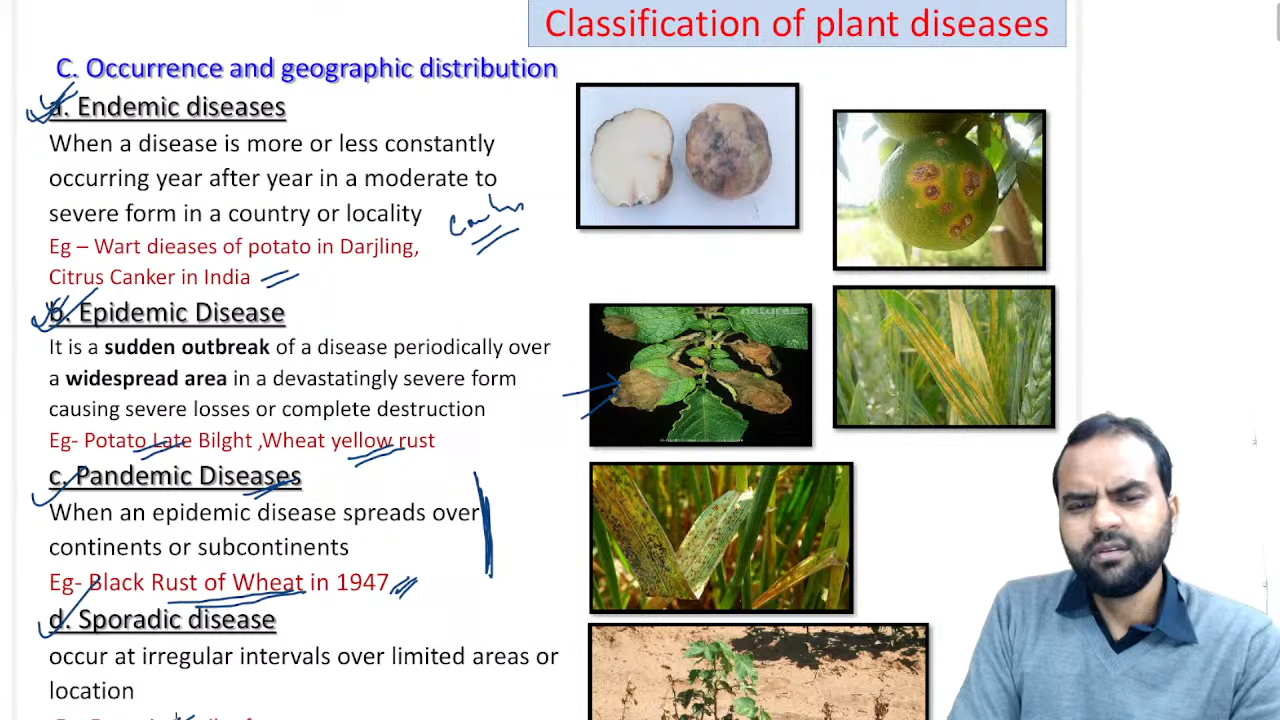 Classification of plant diseases
C. Occurrence and geographic distribution
a. Endemic diseases
When a disease is more or less constantly
occurring year after year in a moderate to
severe form in a country or locality
Eg – Wart dieases of potato in Darjling,
Citrus Canker in India
b. Epidemic Disease
It is a sudden outbreak of a disease periodically over
a widespread area in a devastatingly severe form
causing severe losses or complete destruction
Eg- Potato Late Bilght ,Wheat yellow rust
c. Pandemic Diseases
When an epidemic disease spreads over
continents or subcontinents
Eg- Black Rust of Wheat in 1947
d. Sporadic disease
occur at irregular intervals over limited areas or
location